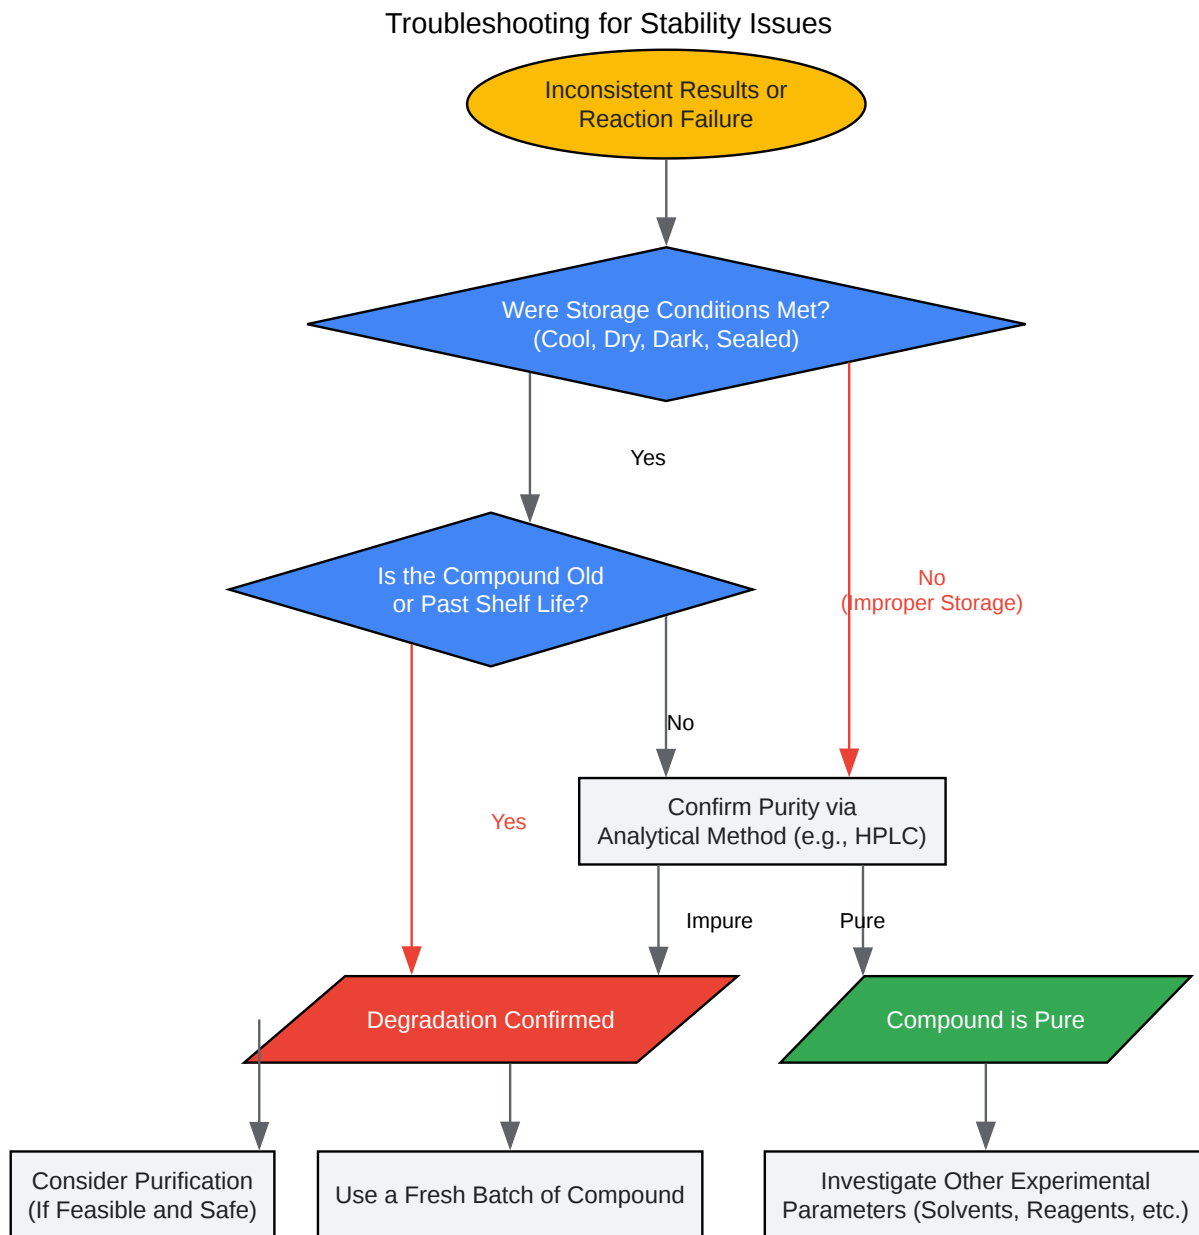 Troubleshooting for Stability Issues
Inconsistent Results or
Reaction Failure
Were Storage Conditions Met?
(Cool, Dry, Dark, Sealed)
Yes
Is the Compound Old
or Past Shelf Life?
No
(Improper Storage)
No
Confirm Purity via
Analytical Method (e.g., HPLC)
Yes
Impure
Pure
Degradation Confirmed
Compound is Pure
Consider Purification
(If Feasible and Safe)
Use a Fresh Batch of Compound
Investigate Other Experimental
Parameters (Solvents, Reagents, etc.)